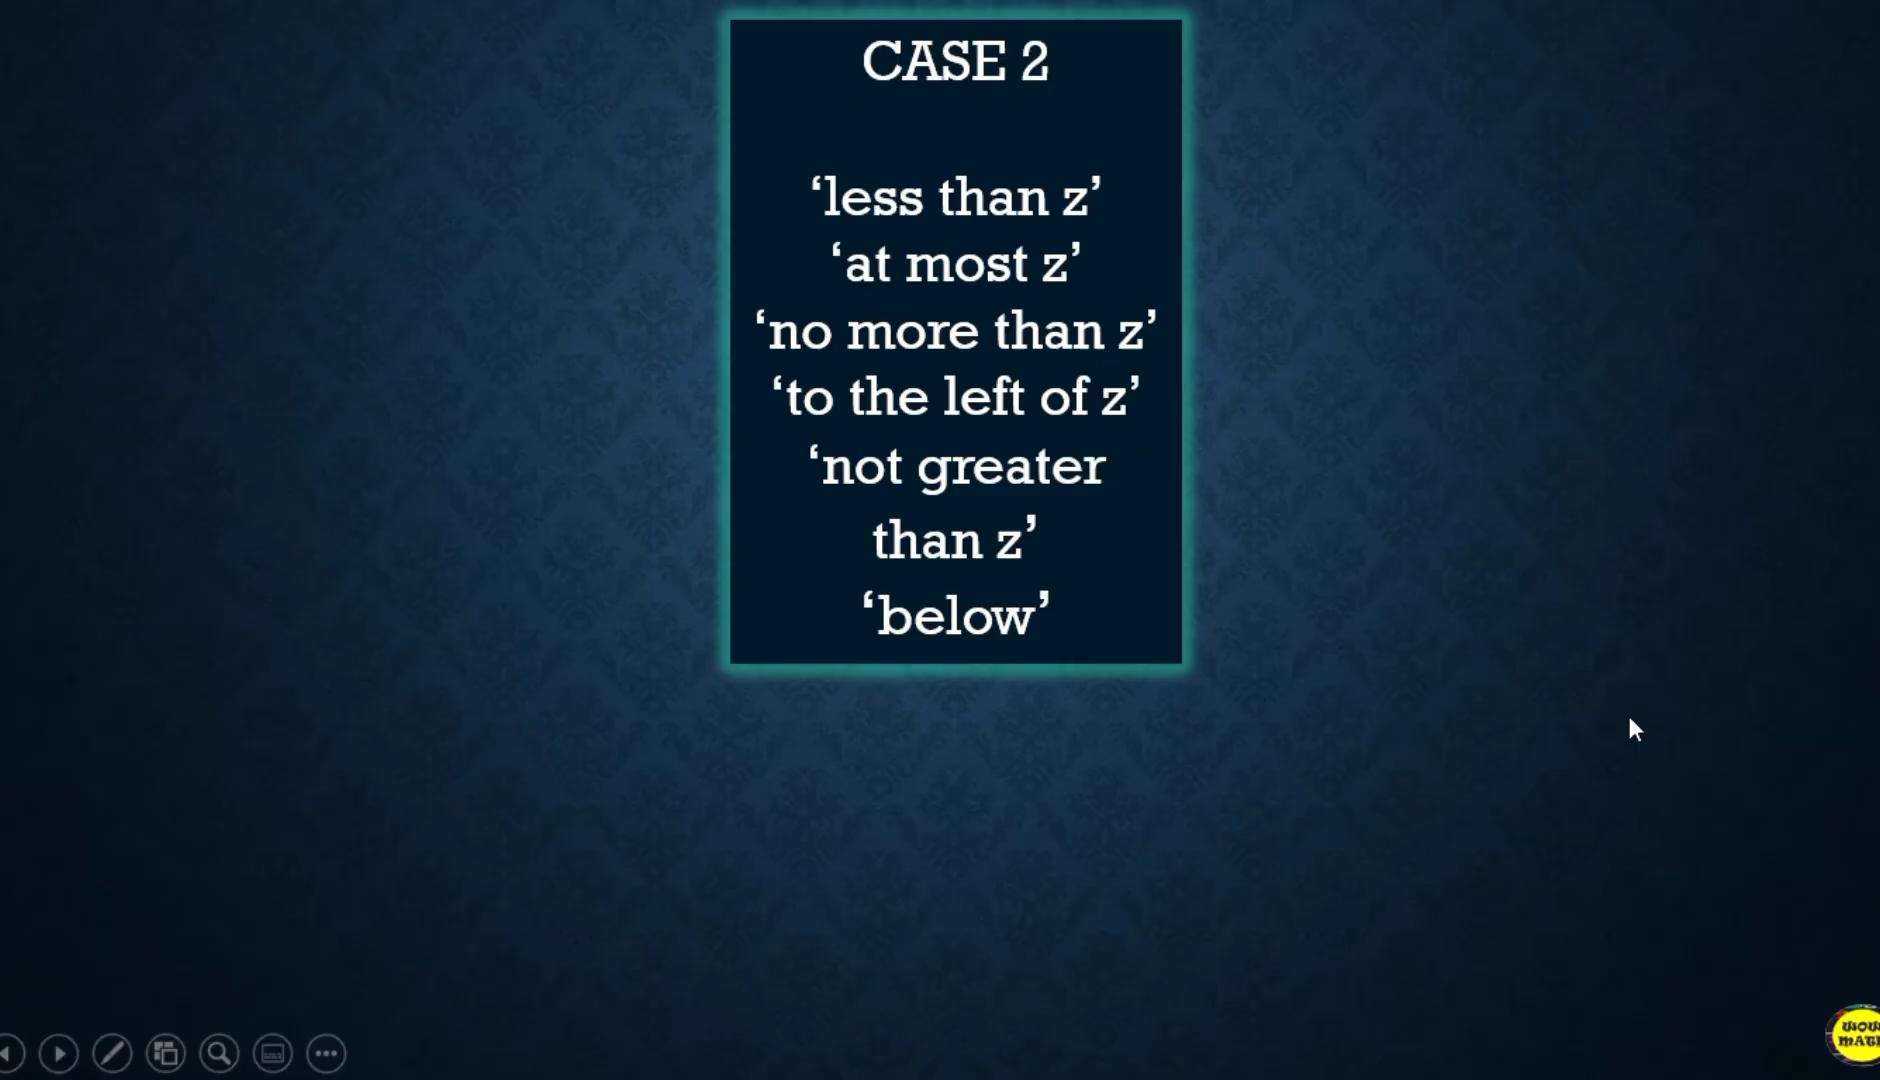 CASE 2
‘less than z’
‘at most z’
‘no more than z’
‘to the left of z’
‘not greater
than z’
‘below’